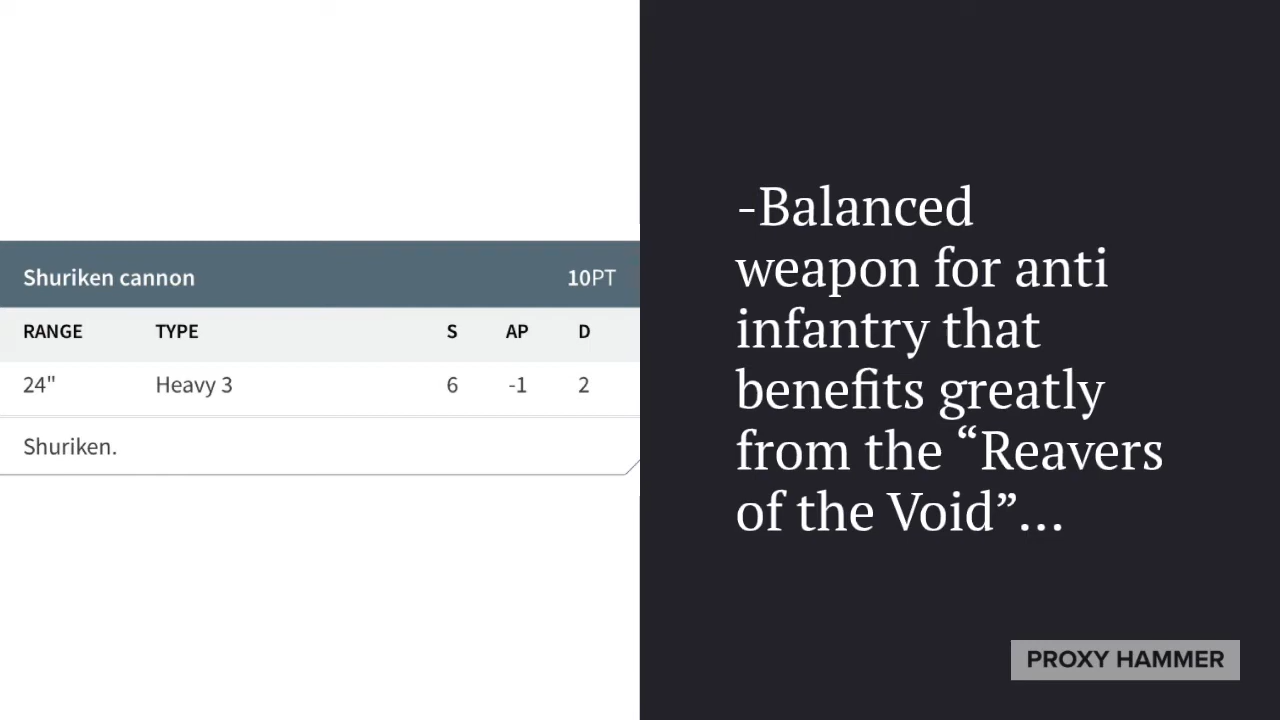 Shuriken cannon 10PT
RANGE TYPE S AP D
24" Heavy 3 6 -1 2
Shuriken.
-Balanced
weapon for anti
infantry that
benefits greatly
from the “Reavers
of the Void”...
PROXY HAMMER